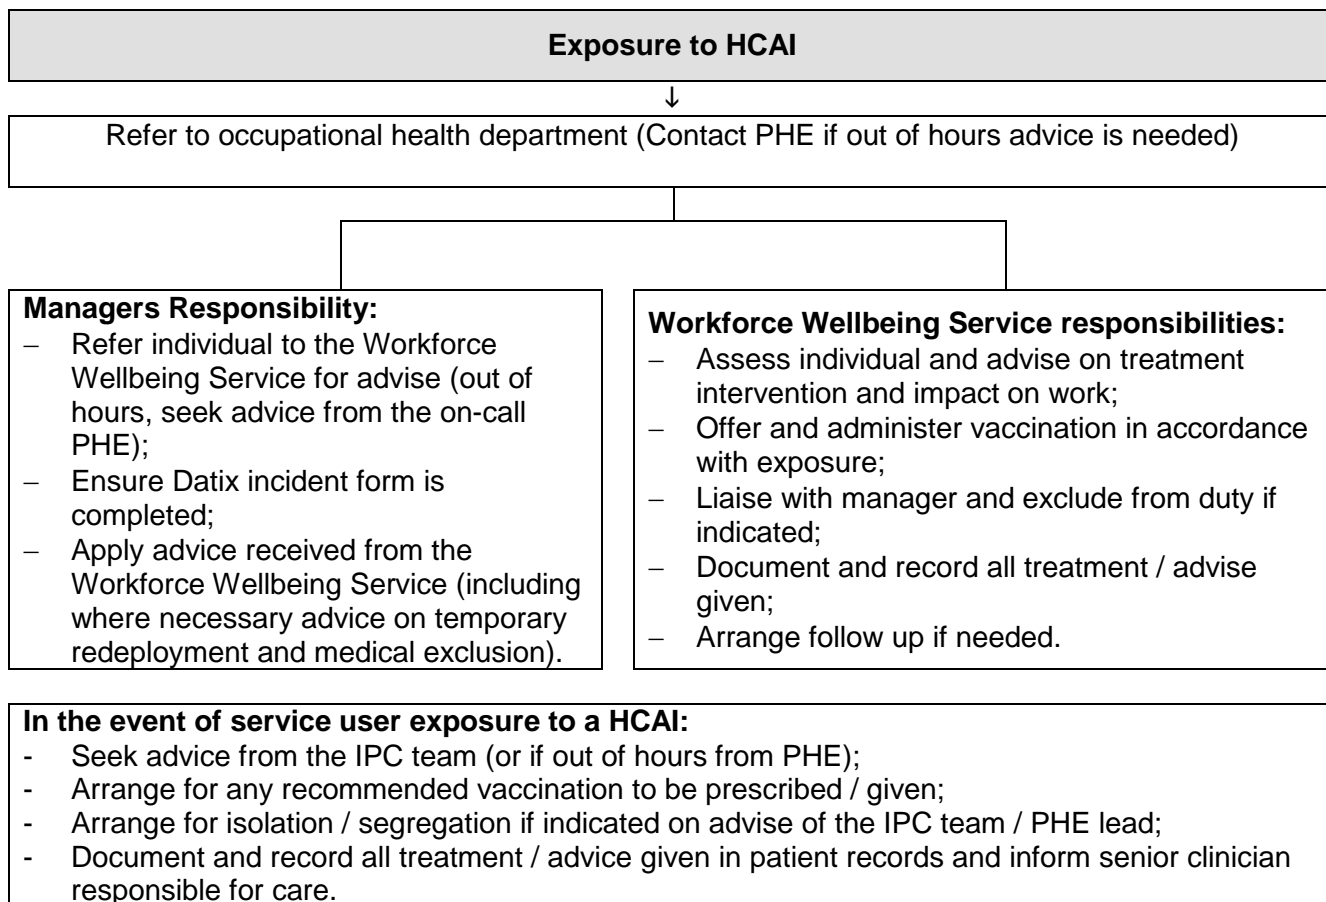 Exposure to HCAI
↓
Refer to occupational health department (Contact PHE if out of hours advice is needed)
Managers Responsibility:
– Refer individual to the Workforce
Wellbeing Service for advise (out of
hours, seek advice from the on-call
PHE);
– Ensure Datix incident form is
completed;
– Apply advice received from the
Workforce Wellbeing Service (including
where necessary advice on temporary
redeployment and medical exclusion).
Workforce Wellbeing Service responsibilities:
– Assess individual and advise on treatment
intervention and impact on work;
– Offer and administer vaccination in accordance
with exposure;
– Liaise with manager and exclude from duty if
indicated;
– Document and record all treatment / advise
given;
– Arrange follow up if needed.
In the event of service user exposure to a HCAI:
- Seek advice from the IPC team (or if out of hours from PHE);
- Arrange for any recommended vaccination to be prescribed / given;
- Arrange for isolation / segregation if indicated on advise of the IPC team / PHE lead;
- Document and record all treatment / advice given in patient records and inform senior clinician
responsible for care.